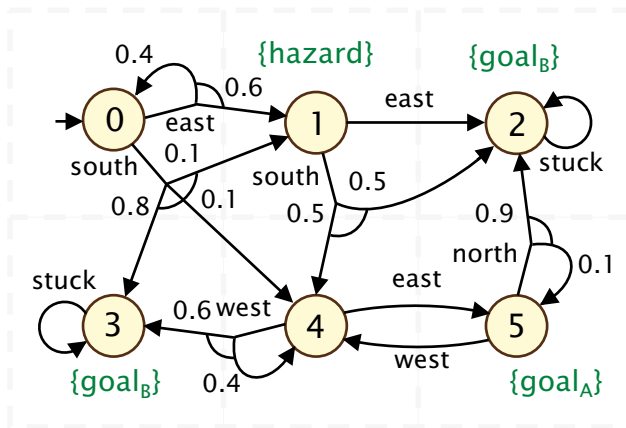 {hazard}
{goal_B}
0.4
0.6
east
0
east
1
2
stuck
south
0.1
south
0.5
0.8
0.1
0.5
0.9
north
0.1
stuck
east
0.6
west
3
4
5
west
0.4
{goal_B}
{goal_A}